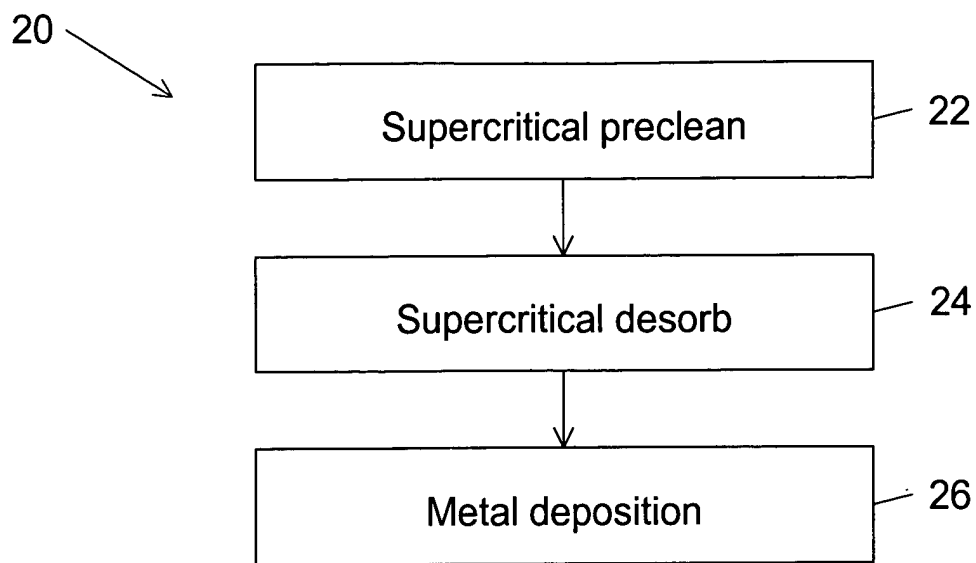 20
Supercritical preclean
22
Supercritical desorb
24
Metal deposition
26